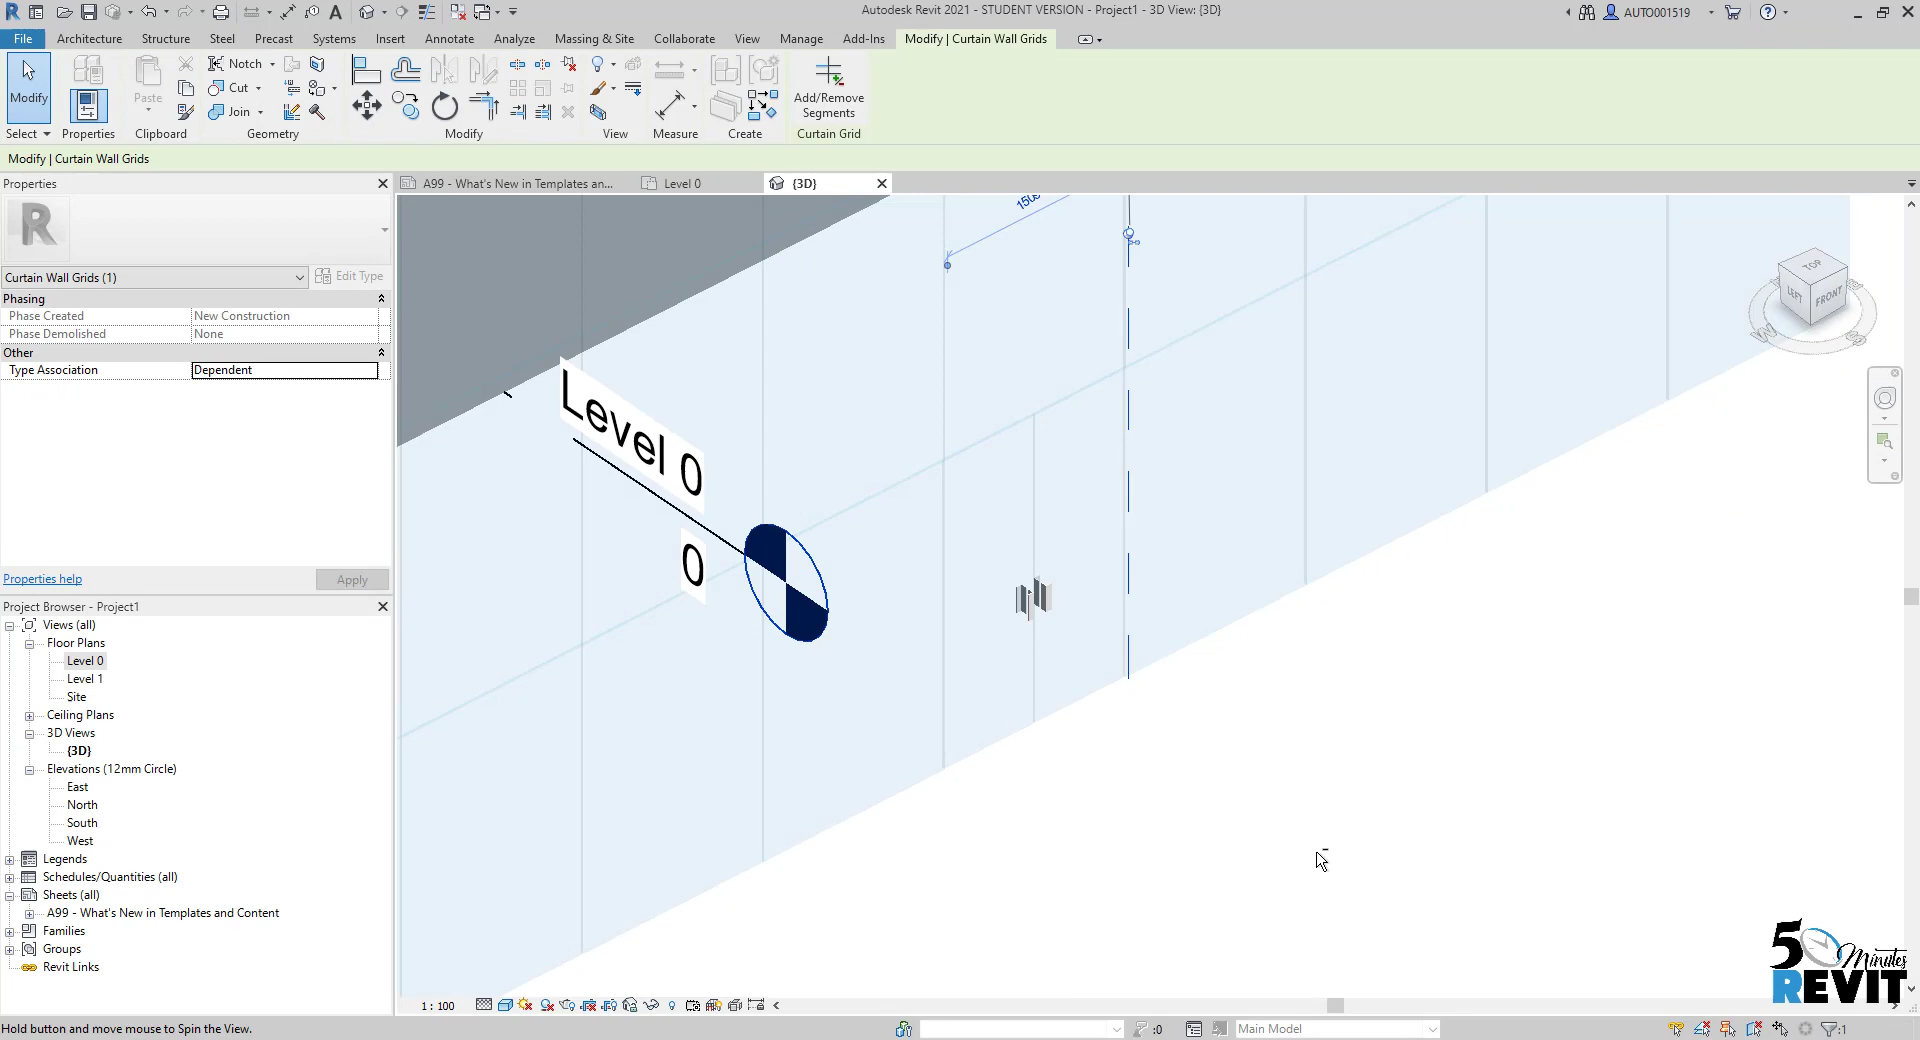 Autodesk Revit 2021 - STUDENT VERSION - Project1 - 3D View: {3D}
AUTO001519
File Architecture Structure Steel Precast Systems Insert Annotate Analyze Massing & Site Collaborate View Manage Add-Ins Modify | Curtain Wall Grids
Notch
Modify
Paste
Cut
Join
Add/Remove
Segments
Select Properties Clipboard Geometry Modify View Measure Create Curtain Grid
Modify | Curtain Wall Grids
Properties
A99 - What's New in Templates an...
Level 0
{3D}
Curtain Wall Grids (1)
Edit Type
Phasing
Phase Created New Construction
Phase Demolished None
Other
Type Association Dependent
Properties help
Apply
Project Browser - Project1
Views (all)
Floor Plans
Level 0
Level 1
Site
Ceiling Plans
3D Views
{3D}
Elevations (12mm Circle)
East
North
South
West
Legends
Schedules/Quantities (all)
Sheets (all)
A99 - What's New in Templates and Content
Families
Groups
Revit Links
Level 0
0
TOP
LEFT
FRONT
W
S
5 Minutes
REVIT
1 : 100
Hold button and move mouse to Spin the View.
:0
Main Model
:1